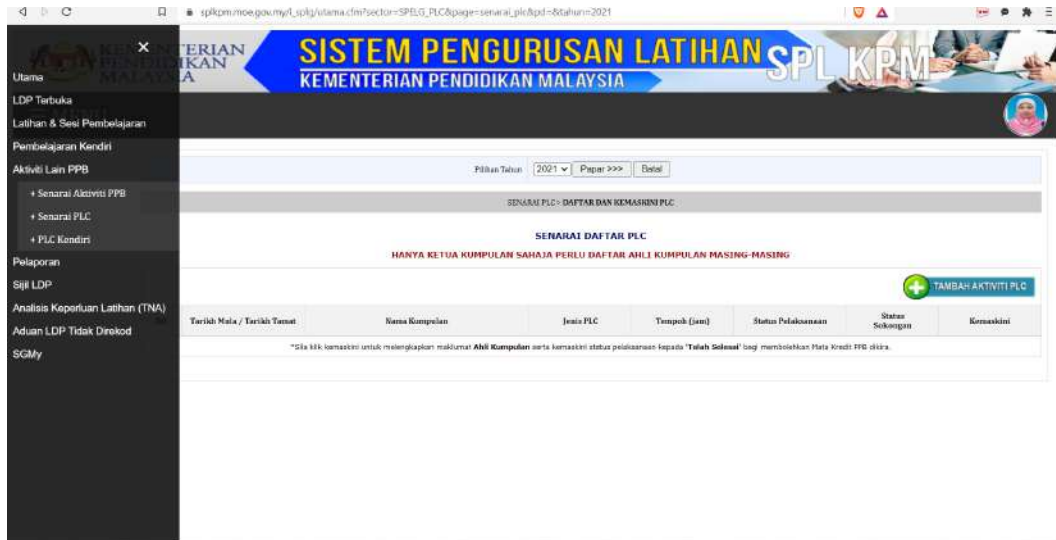 splkpm.moe.gov.my/i_splg/utama.cfm?sector=SPELG_PLC&page=senarai_plc&pid=&tahun=2021
KEMENTERIAN
PENDIDIKAN
MALAYSIA
SISTEM PENGURUSAN LATIHAN
KEMENTERIAN PENDIDIKAN MALAYSIA
SPL KPM
×
Utama
LDP Terbuka
Latihan & Sesi Pembelajaran
Pembelajaran Kendiri
Aktiviti Lain PPB
+ Senarai Aktiviti PPB
+ Senarai PLC
+ PLC Kendiri
Pelaporan
Sijil LDP
Analisis Keperluan Latihan (TNA)
Aduan LDP Tidak Direkod
SGMy
Pilihan Tahun 2021 Papar >>> Batal
SENARAI PLC> DAFTAR DAN KEMASKINI PLC
SENARAI DAFTAR PLC
HANYA KETUA KUMPULAN SAHAJA PERLU DAFTAR AHLI KUMPULAN MASING-MASING
TAMBAH AKTIVITI PLC
Tarikh Mula / Tarikh Tamat Nama Kumpulan Jenis PLC Tempoh (jam) Status Pelaksanaan Status Sokongan Kemaskini
*Sila klik kemaskini untuk melengkapkan maklumat Ahli Kumpulan serta kemaskini status pelaksanaan kepada 'Telah Selesai' bagi membolehkan Mata Kredit PPB dikira.